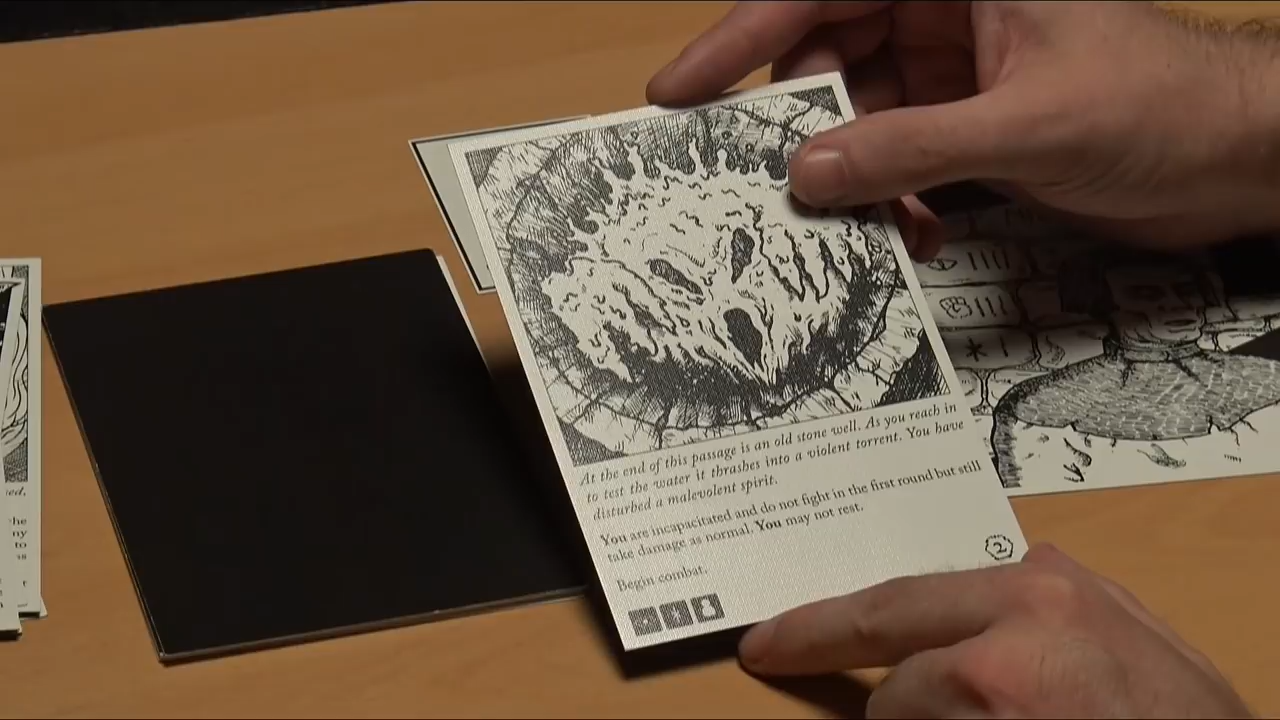 At the end of this passage is an old stone well. As you reach in
to test the water it thrashes into a violent torrent. You have
disturbed a malevolent spirit.
You are incapacitated and do not fight in the first round but still
take damage as normal. You may not rest.
2
Begin combat.